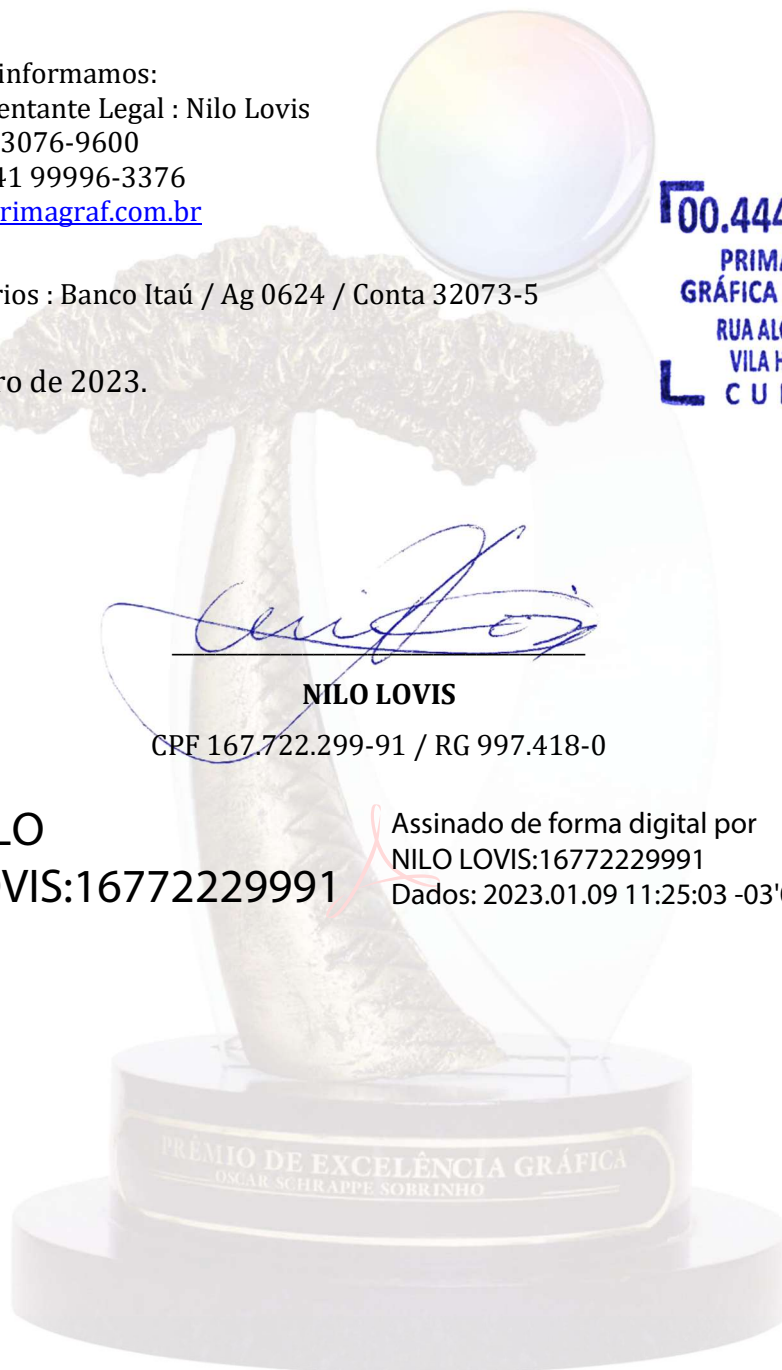 informamos:
entante Legal : Nilo Lovis
3076-9600
41 99996-3376
rimagraf.com.br
rios : Banco Itaú / Ag 0624 / Conta 32073-5
ro de 2023.
00.444
PRIMA
GRÁFICA
RUA AL
VILA H
CU
NILO LOVIS
CPF 167.722.299-91 / RG 997.418-0
LO
OVIS:16772229991
Assinado de forma digital por
NILO LOVIS:16772229991
Dados: 2023.01.09 11:25:03 -03'
PRÊMIO DE EXCELÊNCIA GRÁFICA
OSCAR SCHRAPPE SOBRINHO